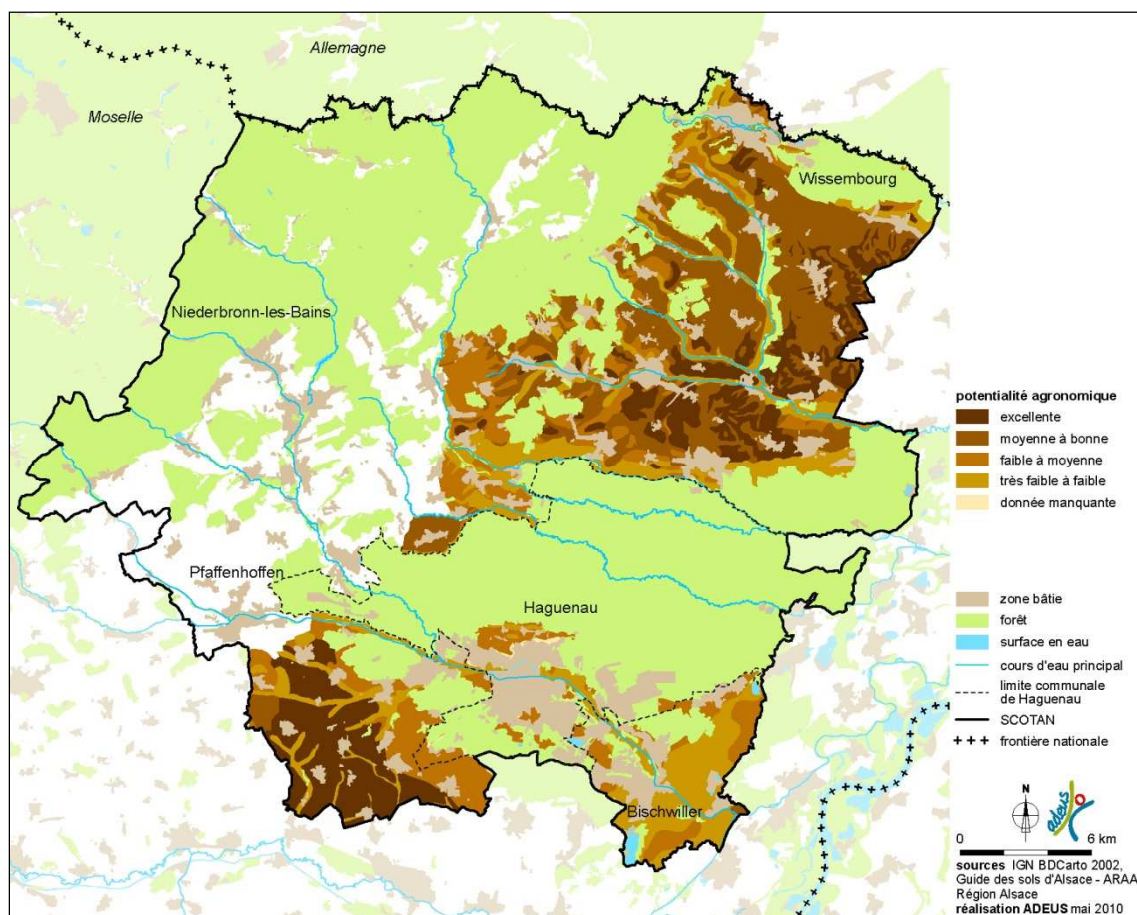 Allemagne
Moselle
Wissembourg
Niederbronn-les-Bains
Pfaffenhoffen
Haguenau
Bischwiller
potentialité agronomique
excellente
moyenne à bonne
faible à moyenne
très faible à faible
donnée manquante
zone bâtie
forêt
surface en eau
cours d'eau principal
limite communale
de Haguenau
SCOTAN
frontière nationale
N
adeus
0 6 km
sources IGN BDCarto 2002,
Guide des sols d'Alsace - ARAA
Région Alsace
réalisation ADEUS mai 2010